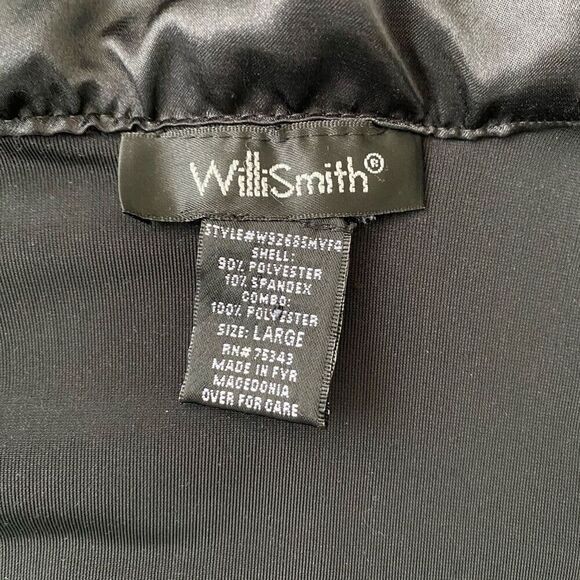 WilliSmith®
STYLE#W92685MYFQ
SHELL:
90% POLYESTER
10% SPANDEX
COMBO:
100% POLYESTER
SIZE: LARGE
RN# 75343
MADE IN FYR
MACEDONIA
OVER FOR CARE